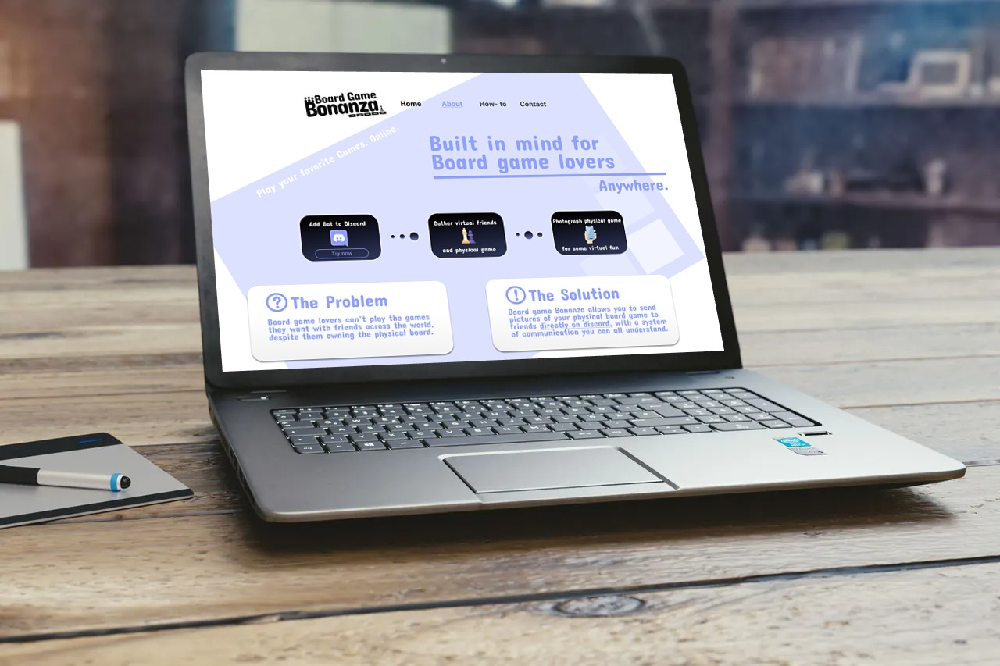 Board Game
Bonanza
Home
About
How- to
Contact
Play your favorite Games. Online.
Built in mind for
Board game lovers
Anywhere.
Add Bot to Discord
Try now
Gather virtual friends
and physical game
Photograph physical game
for some virtual fun
? The Problem
Board game lovers can't play the games
they want with friends across the world,
despite them owning the physical board.
! The Solution
Board game Bonanza allows you to send
pictures of your physical board game to
friends directly on discord, with a system
of communication you can all understand.